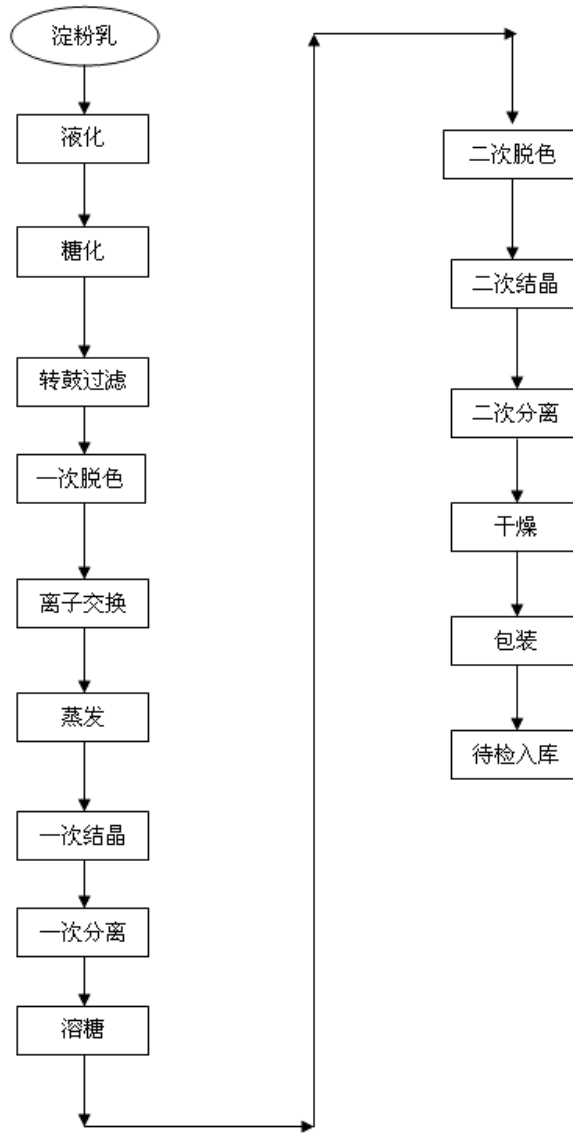 淀粉乳
液化
糖化
转鼓过滤
一次脱色
离子交换
蒸发
一次结晶
一次分离
溶糖
二次脱色
二次结晶
二次分离
干燥
包装
待检入库